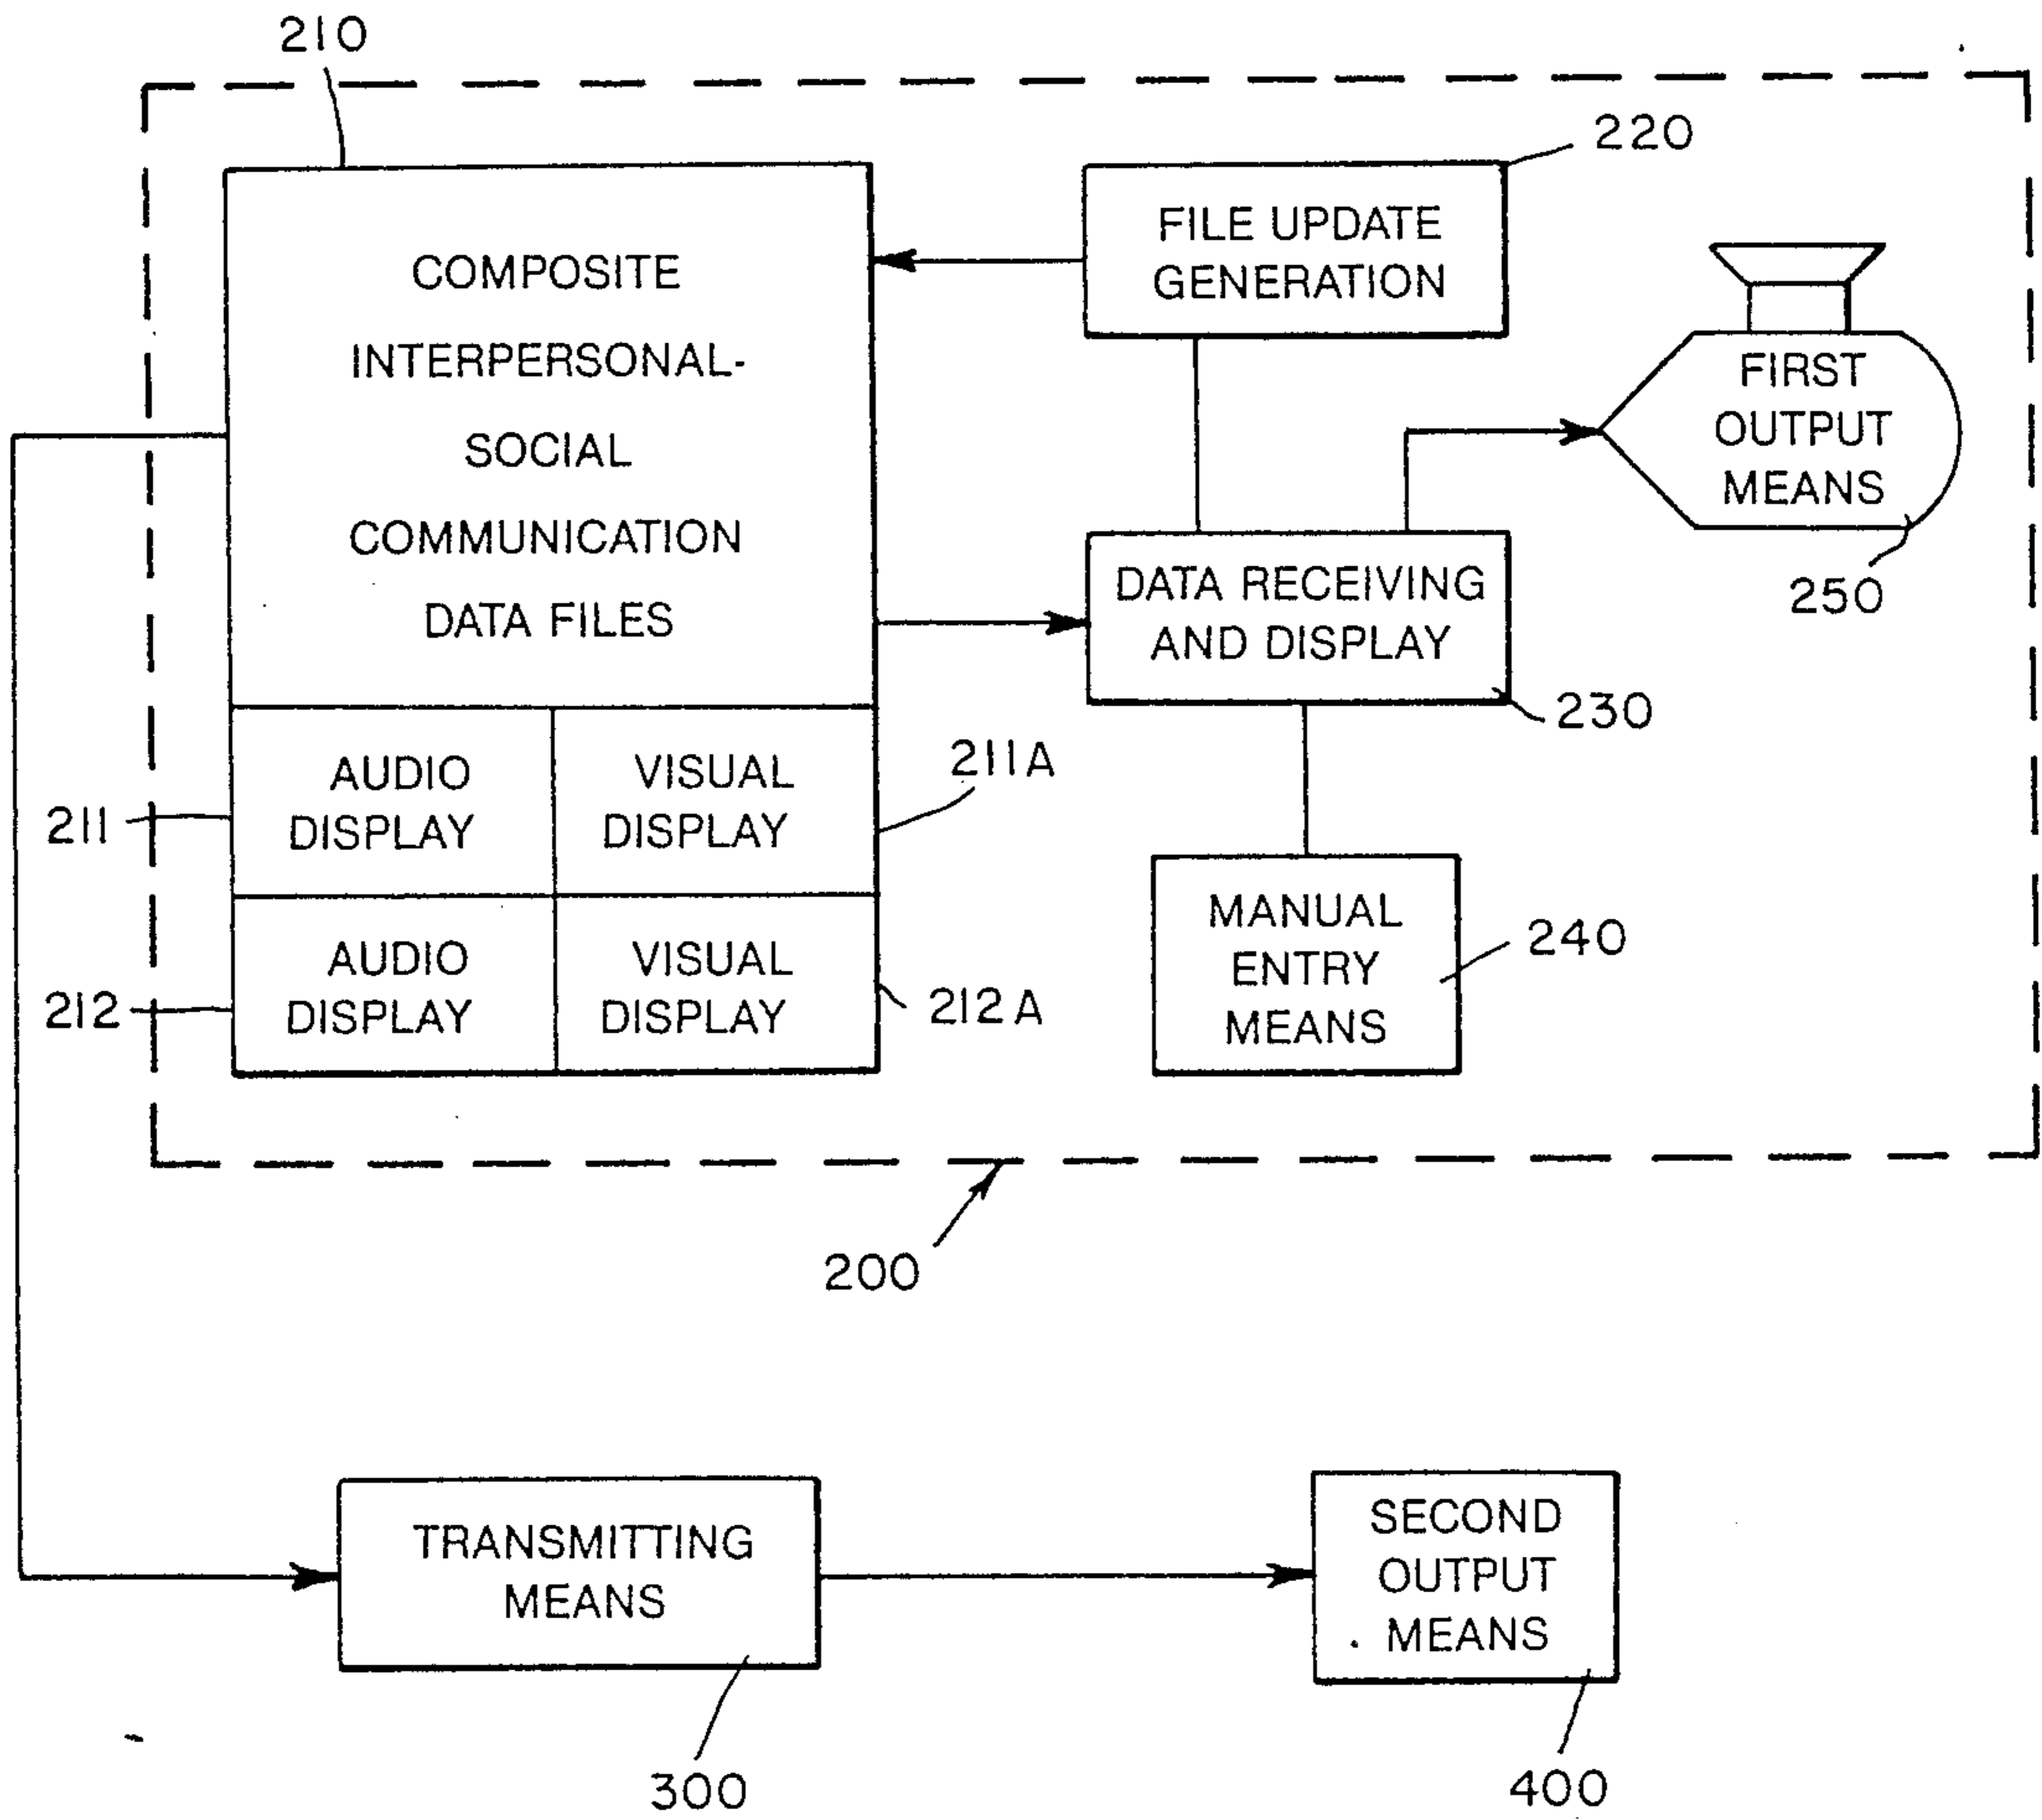 210
220
COMPOSITE
INTERPERSONAL-
SOCIAL
COMMUNICATION
DATA FILES
FILE UPDATE
GENERATION
FIRST
OUTPUT
MEANS
250
DATA RECEIVING
AND DISPLAY
230
AUDIO
DISPLAY
VISUAL
DISPLAY
211
211A
AUDIO
DISPLAY
VISUAL
DISPLAY
212
212A
MANUAL
ENTRY
MEANS
240
200
TRANSMITTING
MEANS
300
SECOND
OUTPUT
MEANS
400